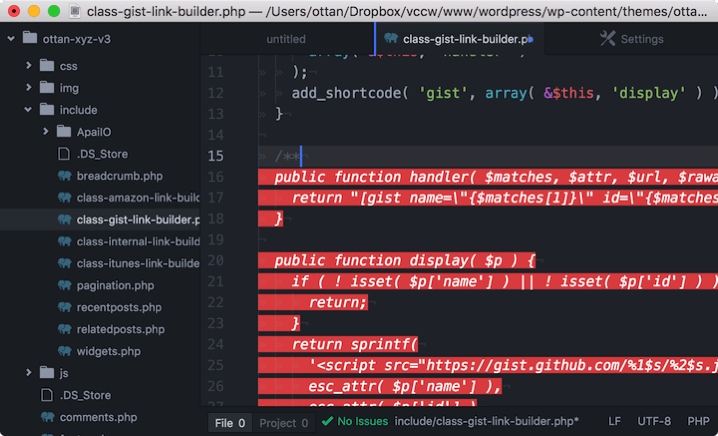 class-gist-link-builder.php — /Users/ottan/Dropbox/vccw/www/wordpress/wp-content/themes/ottan...
ottan-xyz-v3
css
img
include
ApaiIO
.DS_Store
breadcrumb.php
class-amazon-link-build
class-gist-link-builder.p
class-internal-link-build
class-itunes-link-builde
pagination.php
recentposts.php
relatedposts.php
widgets.php
js
.DS_Store
comments.php
untitled
class-gist-link-builder.p
Settings
11 );
12 add_shortcode( 'gist', array( &$this, 'display' ) )
13 }
14
15 /**
16 public function handler( $matches, $attr, $url, $rawa
17 return "[gist name=\"{$matches[1]}\" id=\"{$matches
18 }
19
20 public function display( $p ) {
21 if ( ! isset( $p['name'] ) || ! isset( $p['id'] ) )
22 return;
23 }
24 return sprintf(
25 '<script src="https://gist.github.com/%1$s/%2$s.j
26 esc_attr( $p['name'] ),
27 esc_attr( $p['id'] )
File 0 Project 0 No Issues include/class-gist-link-builder.php* LF UTF-8 PHP